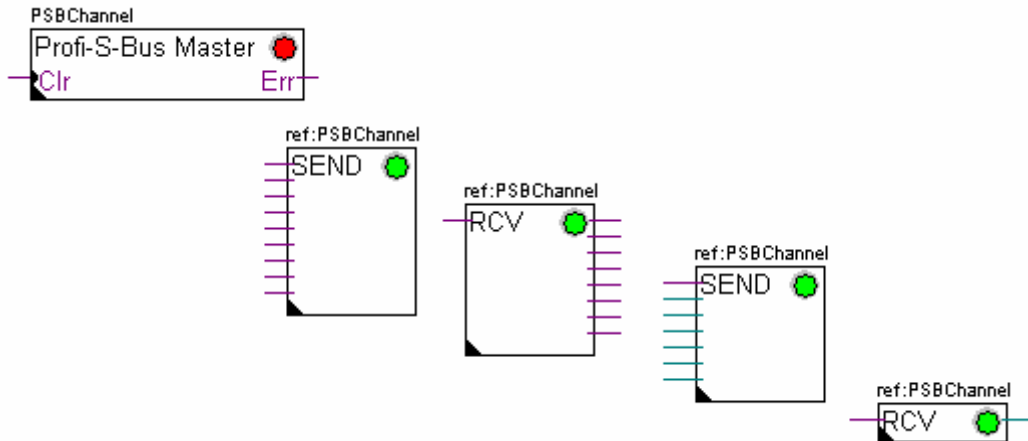 PSBChannel
Profi-S-Bus Master
Clr Err
ref:PSBChannel
SEND
ref:PSBChannel
RCV
ref:PSBChannel
SEND
ref:PSBChannel
RCV